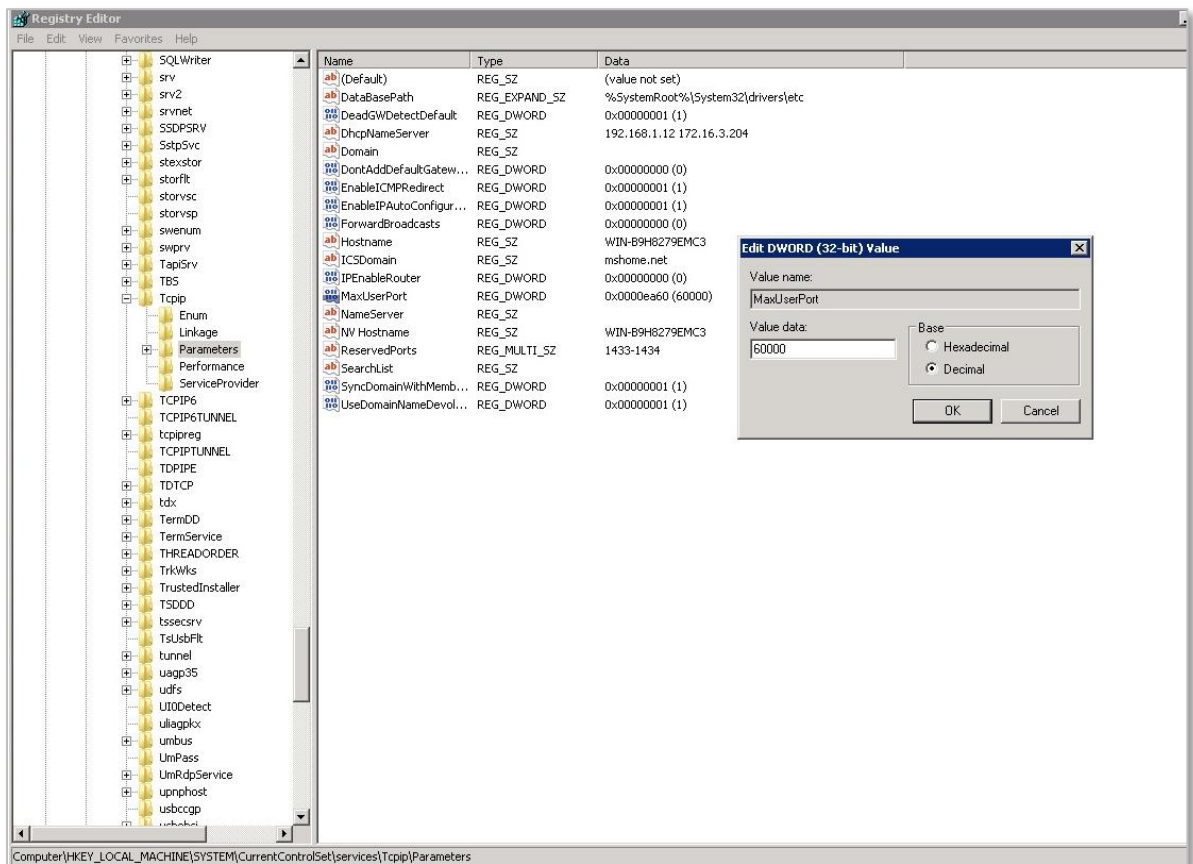 Registry Editor
File Edit View Favorites Help
SQLWriter
srv
srv2
srvnet
SSDPSRV
SstpSvc
stexstor
storflt
storvsc
storvsp
swenum
swprv
TapiSrv
TBS
Tcpip
Enum
Linkage
Parameters
Performance
ServiceProvider
TCPIP6
TCPIP6TUNNEL
tcpipreg
TCPIPTUNNEL
TDPIPE
TDTCP
tdx
TermDD
TermService
THREADORDER
TrkWks
TrustedInstaller
TSDDD
tssecsrv
TsUsbFlt
tunnel
uagp35
udfs
UI0Detect
uliagpkx
umbus
UmPass
UmRdpService
upnphost
usbccgp
Name Type Data
(Default) REG_SZ (value not set)
DataBasePath REG_EXPAND_SZ %SystemRoot%\System32\drivers\etc
DeadGWDetectDefault REG_DWORD 0x00000001 (1)
DhcpNameServer REG_SZ 192.168.1.12 172.16.3.204
Domain REG_SZ
DontAddDefaultGatew... REG_DWORD 0x00000000 (0)
EnableICMPRedirect REG_DWORD 0x00000001 (1)
EnableIPAutoConfigur... REG_DWORD 0x00000001 (1)
ForwardBroadcasts REG_DWORD 0x00000000 (0)
Hostname REG_SZ WIN-B9H8279EMC3
ICSDomain REG_SZ mshome.net
IPEnableRouter REG_DWORD 0x00000000 (0)
MaxUserPort REG_DWORD 0x0000ea60 (60000)
NameServer REG_SZ
NV Hostname REG_SZ WIN-B9H8279EMC3
ReservedPorts REG_MULTI_SZ 1433-1434
SearchList REG_SZ
SyncDomainWithMemb... REG_DWORD 0x00000001 (1)
UseDomainNameDevol... REG_DWORD 0x00000001 (1)
Edit DWORD (32-bit) Value
Value name:
MaxUserPort
Value data:
60000
Base
Hexadecimal
Decimal
OK Cancel
Computer\HKEY_LOCAL_MACHINE\SYSTEM\CurrentControlSet\services\Tcpip\Parameters